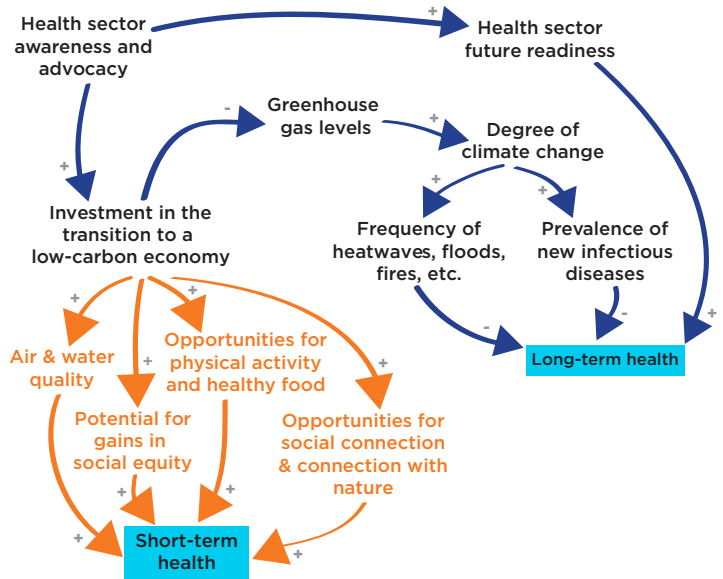 Health sector
awareness and
advocacy
+
Health sector
future readiness
+
Investment in the
transition to a
low-carbon economy
-
Greenhouse
gas levels
+
Degree of
climate change
+
+
Frequency of
heatwaves, floods,
fires, etc.
Prevalence of
new infectious
diseases
-
-
+
Long-term health
+
+
+
+
Air & water
quality
Potential for
gains in
social equity
Opportunities for
physical activity
and healthy food
Opportunities for
social connection
& connection with
nature
+
+
+
+
Short-term
health